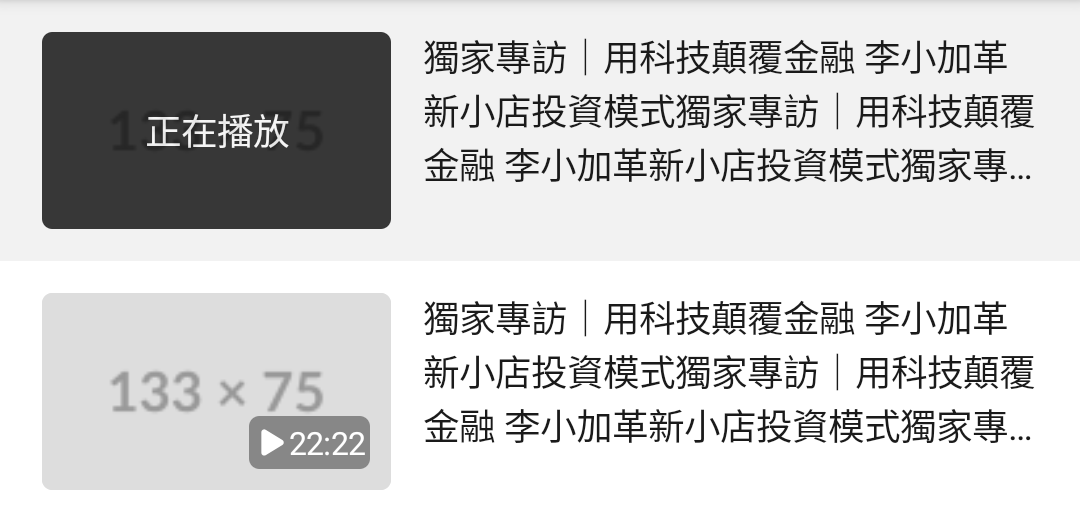 正在播放
獨家專訪｜用科技顛覆金融 李小加革
新小店投資模式獨家專訪｜用科技顛覆
金融 李小加革新小店投資模式獨家專...
133 × 75
22:22
獨家專訪｜用科技顛覆金融 李小加革
新小店投資模式獨家專訪｜用科技顛覆
金融 李小加革新小店投資模式獨家專...